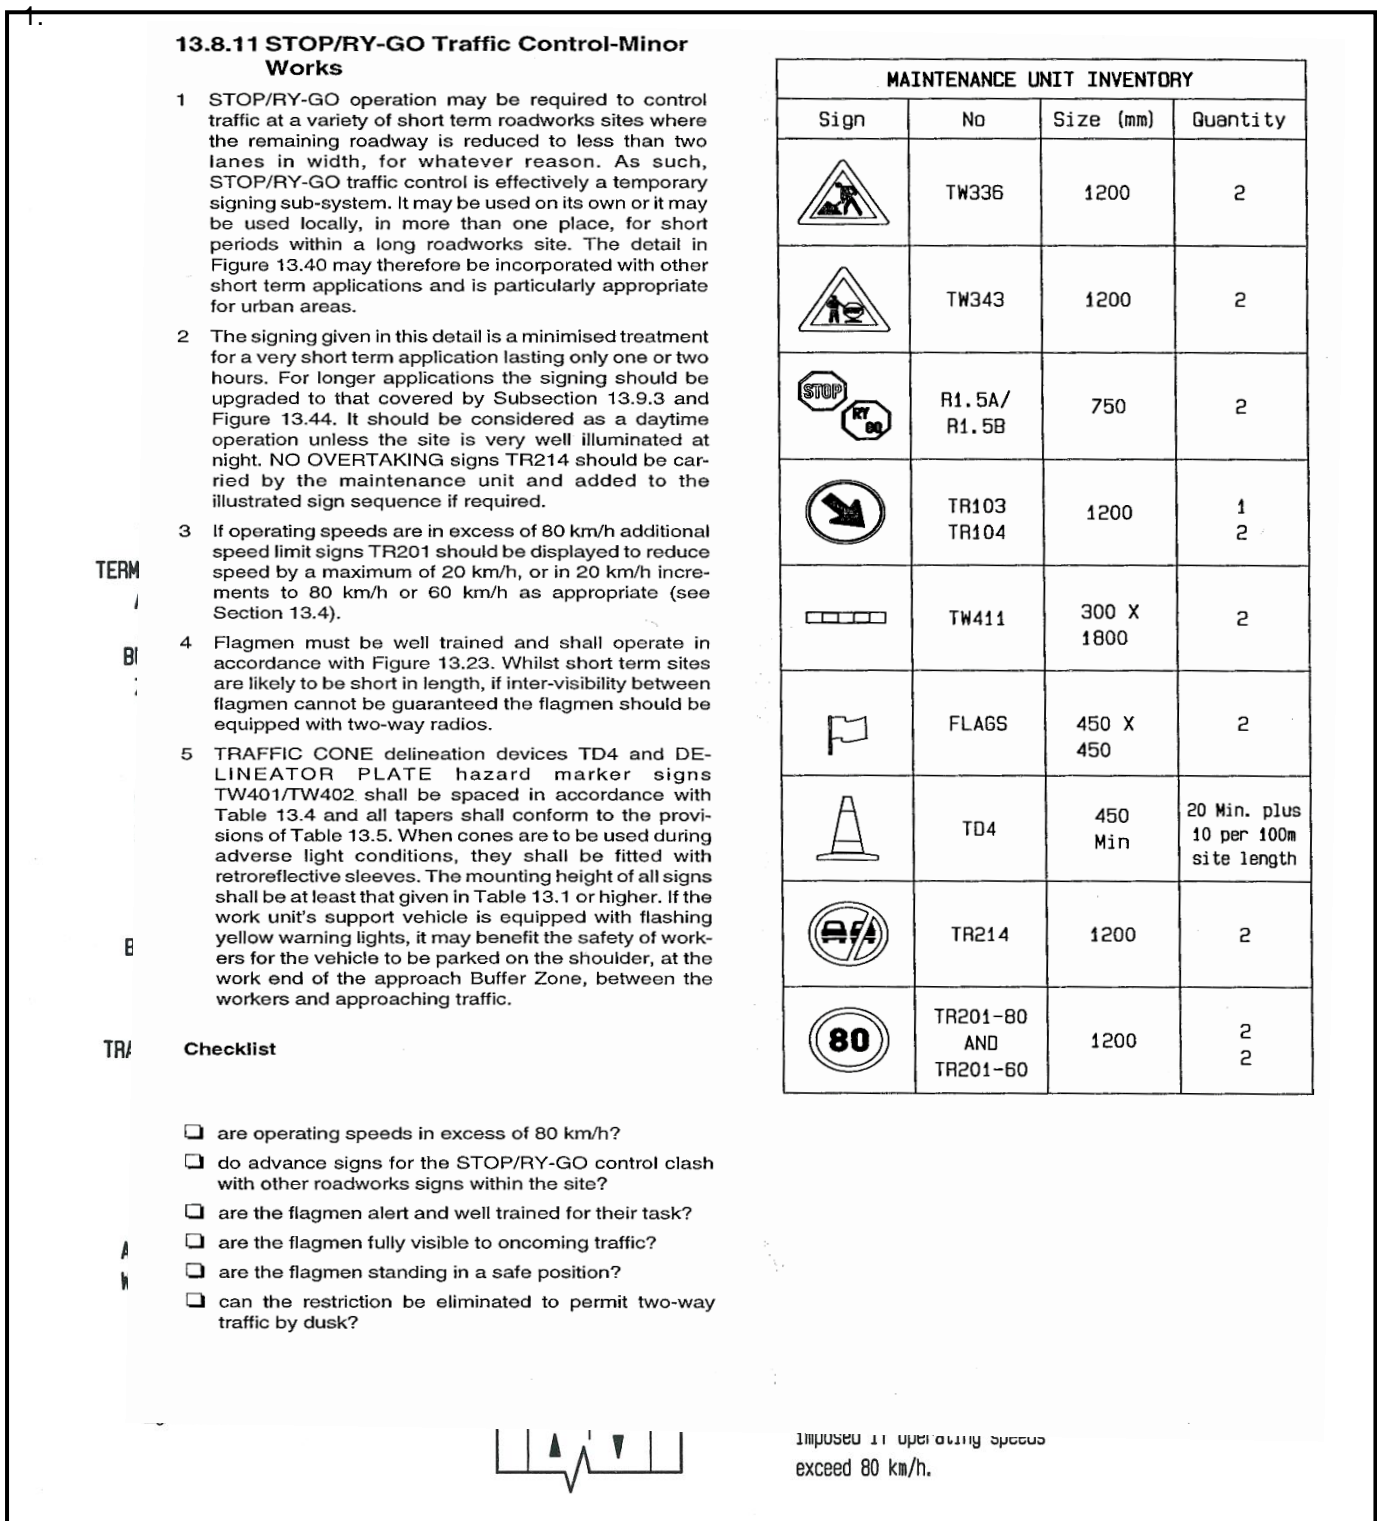 1.
13.8.11 STOP/RY-GO Traffic Control-Minor
Works
1 STOP/RY-GO operation may be required to control
traffic at a variety of short term roadworks sites where
the remaining roadway is reduced to less than two
lanes in width, for whatever reason. As such,
STOP/RY-GO traffic control is effectively a temporary
signing sub-system. It may be used on its own or it may
be used locally, in more than one place, for short
periods within a long roadworks site. The detail in
Figure 13.40 may therefore be incorporated with other
short term applications and is particularly appropriate
for urban areas.
2 The signing given in this detail is a minimised treatment
for a very short term application lasting only one or two
hours. For longer applications the signing should be
upgraded to that covered by Subsection 13.9.3 and
Figure 13.44. It should be considered as a daytime
operation unless the site is very well illuminated at
night. NO OVERTAKING signs TR214 should be car-
ried by the maintenance unit and added to the
illustrated sign sequence if required.
3 If operating speeds are in excess of 80 km/h additional
speed limit signs TR201 should be displayed to reduce
speed by a maximum of 20 km/h, or in 20 km/h incre-
ments to 80 km/h or 60 km/h as appropriate (see
Section 13.4).
4 Flagmen must be well trained and shall operate in
accordance with Figure 13.23. Whilst short term sites
are likely to be short in length, if inter-visibility between
flagmen cannot be guaranteed the flagmen should be
equipped with two-way radios.
5 TRAFFIC CONE delineation devices TD4 and DE-
LINEATOR PLATE hazard marker signs
TW401/TW402 shall be spaced in accordance with
Table 13.4 and all tapers shall conform to the provi-
sions of Table 13.5. When cones are to be used during
adverse light conditions, they shall be fitted with
retroreflective sleeves. The mounting height of all signs
shall be at least that given in Table 13.1 or higher. If the
work unit's support vehicle is equipped with flashing
yellow warning lights, it may benefit the safety of work-
ers for the vehicle to be parked on the shoulder, at the
work end of the approach Buffer Zone, between the
workers and approaching traffic.
TERM
TRA
Checklist
❏ are operating speeds in excess of 80 km/h?
❏ do advance signs for the STOP/RY-GO control clash
with other roadworks signs within the site?
❏ are the flagmen alert and well trained for their task?
❏ are the flagmen fully visible to oncoming traffic?
❏ are the flagmen standing in a safe position?
❏ can the restriction be eliminated to permit two-way
traffic by dusk?
MAINTENANCE UNIT INVENTORY
Sign No Size (mm) Quantity
TW336 1200 2
TW343 1200 2
STOP
RY
GO
R1.5A/
R1.5B
750 2
TR103
TR104
1200
1
2
TW411
300 X
1800
2
FLAGS
450 X
450
2
TD4
450
Min
20 Min. plus
10 per 100m
site length
TR214 1200 2
80
TR201-80
AND
TR201-60
1200
2
2
imposed if operating speeds
exceed 80 km/h.